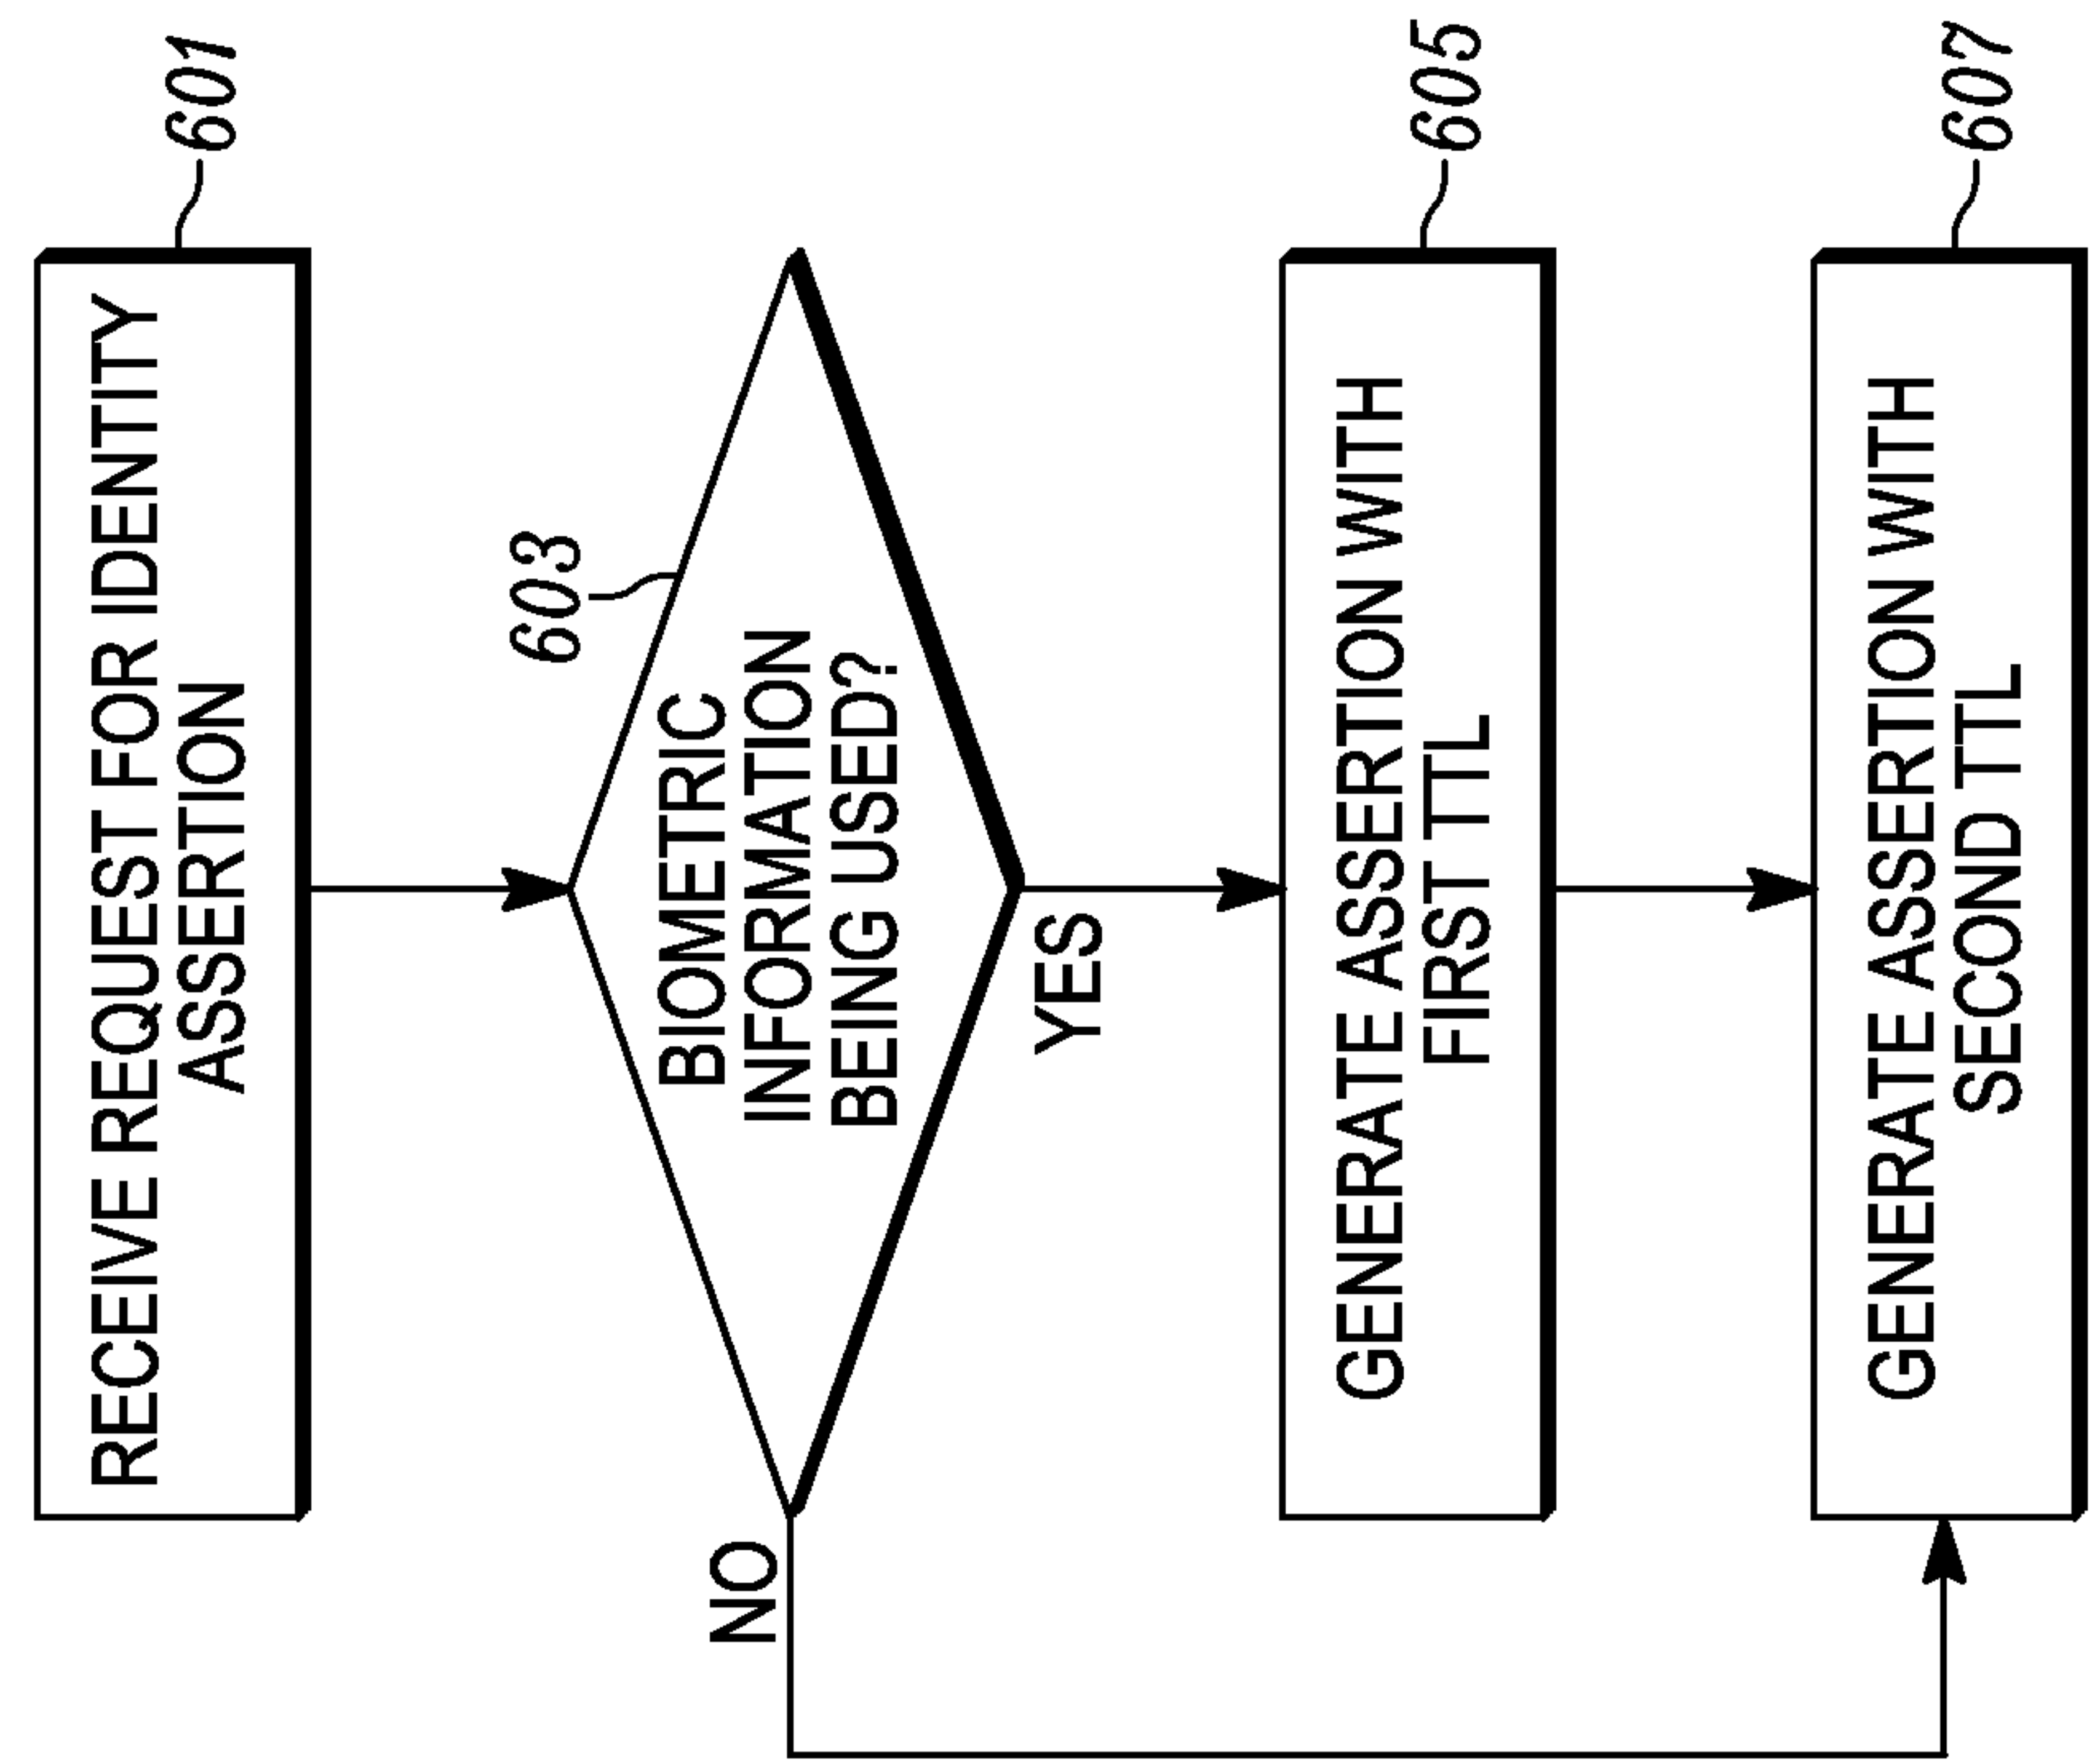 601
RECEIVE REQUEST FOR IDENTITY
ASSERTION
603
BIOMETRIC
INFORMATION
BEING USED?
NO
YES
605
GENERATE ASSERTION WITH
FIRST TTL
607
GENERATE ASSERTION WITH
SECOND TTL